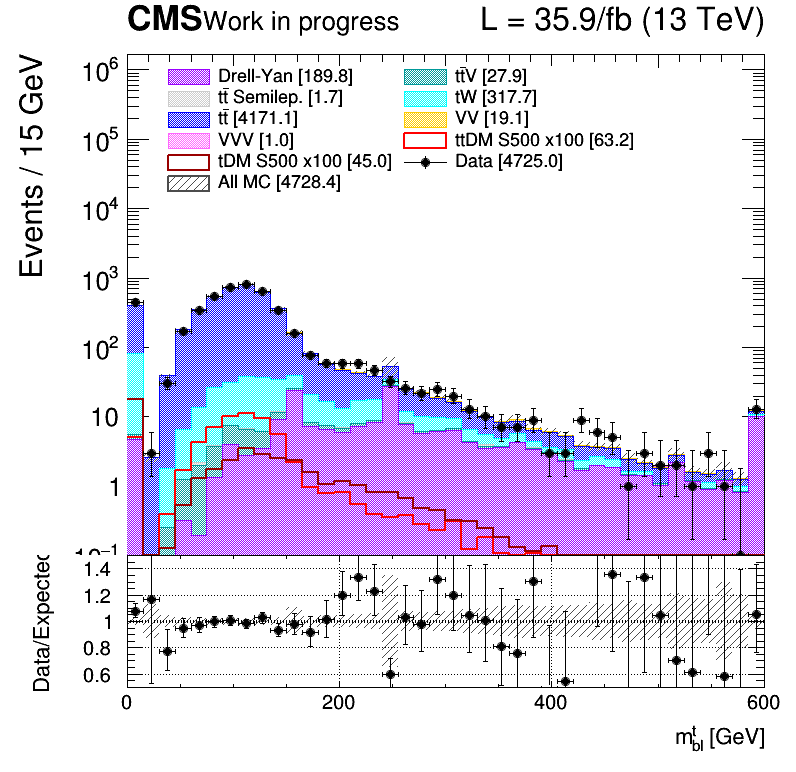 CMS Work in progress L = 35.9/fb (13 TeV)
Events / 15 GeV
10⁶
10⁵
10⁴
10³
10²
10
1
10⁻¹
Drell-Yan [189.8] tt̄V [27.9]
tt̄ Semilep. [1.7] tW [317.7]
tt̄ [4171.1] VV [19.1]
VVV [1.0] ttDM S500 x100 [63.2]
tDM S500 x100 [45.0] Data [4725.0]
All MC [4728.4]
Data/Expected
1.4
1.2
1
0.8
0.6
0 200 400 600
m^t_bl [GeV]